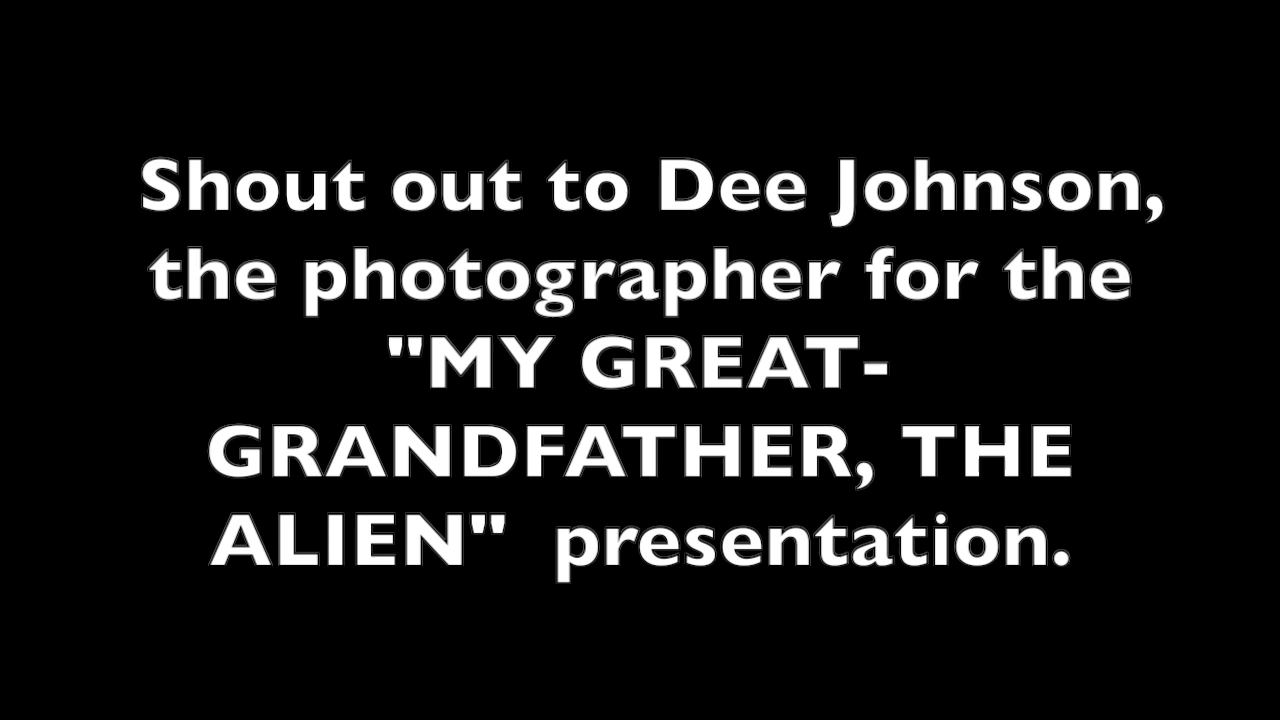 Shout out to Dee Johnson,
the photographer for the
"MY GREAT-
GRANDFATHER, THE
ALIEN"  presentation.